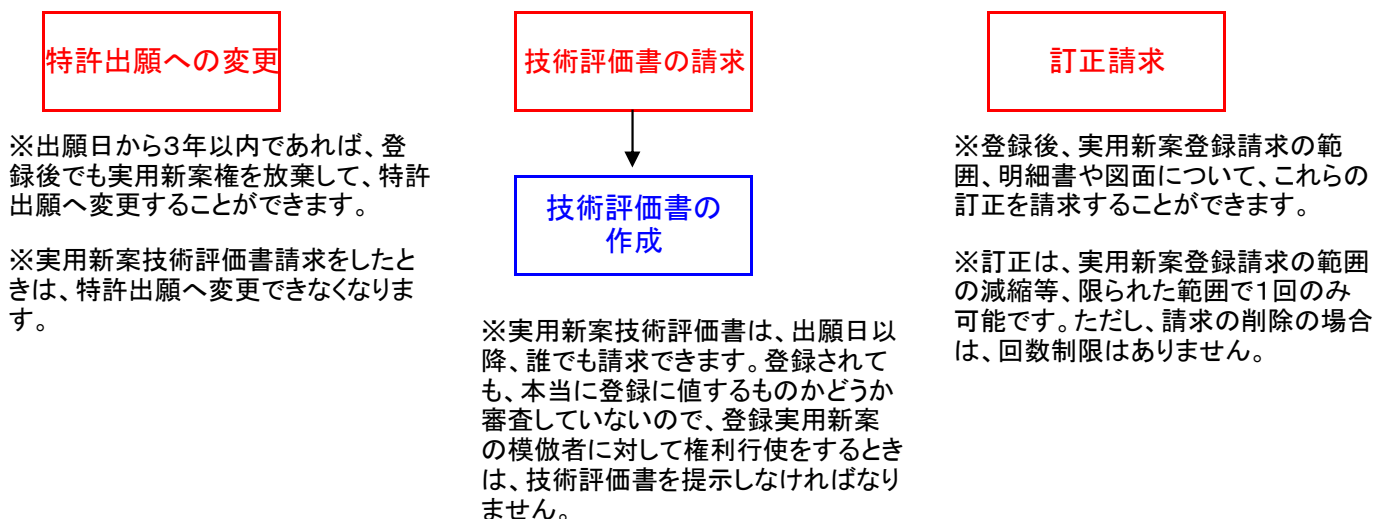 特許出願への変更
※出願日から3年以内であれば、登
録後でも実用新案権を放棄して、特許
出願へ変更することができます。
※実用新案技術評価書請求をしたと
きは、特許出願へ変更できなくなりま
す。
技術評価書の請求
技術評価書の
作成
※実用新案技術評価書は、出願日以
降、誰でも請求できます。登録されて
も、本当に登録に値するものかどうか
審査していないので、登録実用新案
の模倣者に対して権利行使をするとき
は、技術評価書を提示しなければなり
ません。
訂正請求
※登録後、実用新案登録請求の範
囲、明細書や図面について、これらの
訂正を請求することができます。
※訂正は、実用新案登録請求の範囲
の減縮等、限られた範囲で1回のみ
可能です。ただし、請求の削除の場合
は、回数制限はありません。